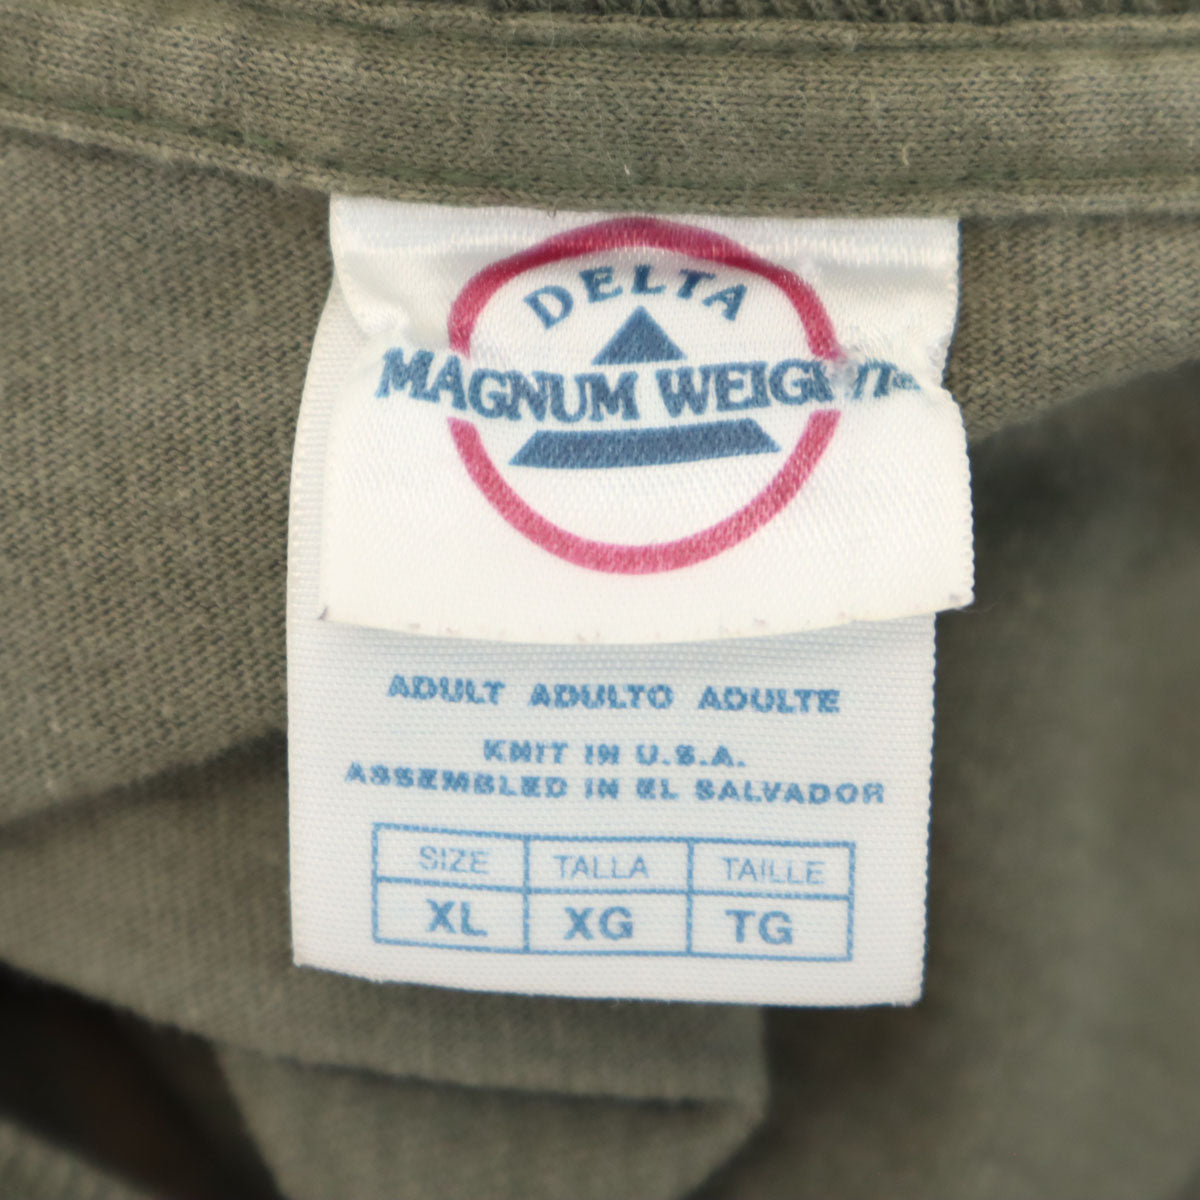 DELTA
MAGNUM WEIGHT
ADULT ADULTO ADULTE
KNIT IN U.S.A.
ASSEMBLED IN EL SALVADOR
SIZE TALLA TAILLE
XL XG TG